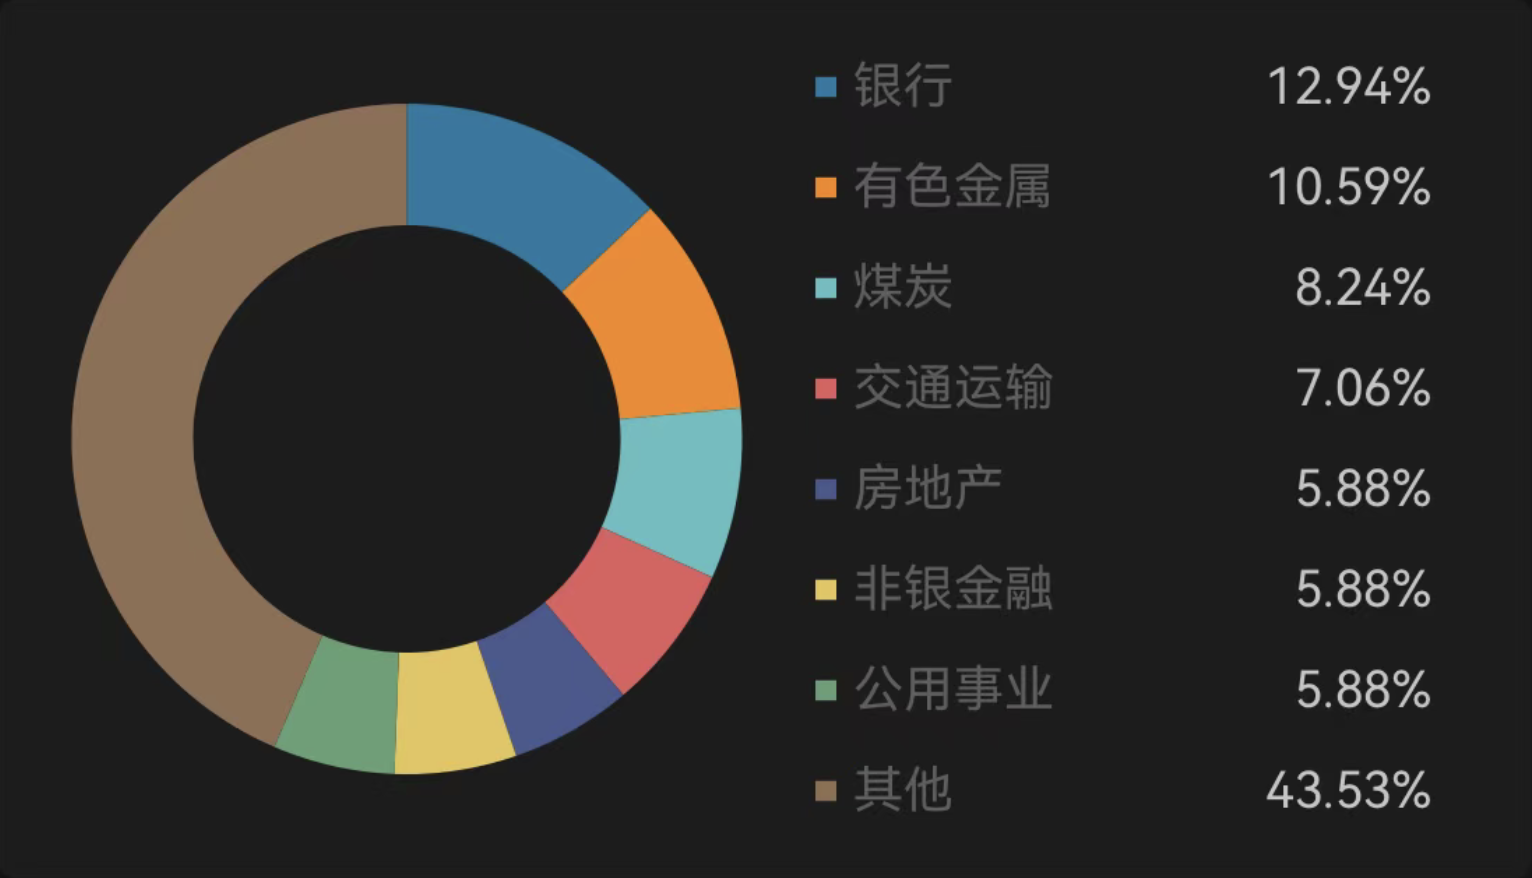 银行 12.94%
有色金属 10.59%
煤炭 8.24%
交通运输 7.06%
房地产 5.88%
非银金融 5.88%
公用事业 5.88%
其他 43.53%